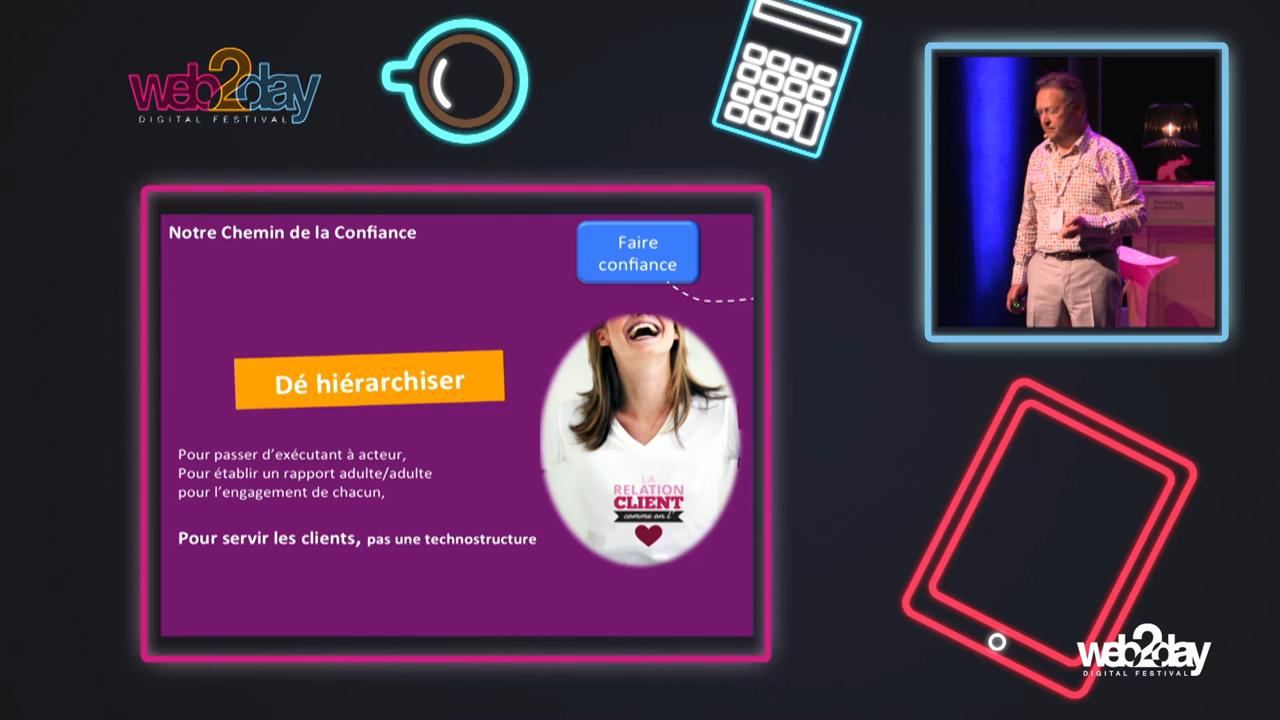 web2day
DIGITAL FESTIVAL
Notre Chemin de la Confiance
Faire
confiance
Dé hiérarchiser
Pour passer d'exécutant à acteur,
Pour établir un rapport adulte/adulte
pour l'engagement de chacun,
Pour servir les clients, pas une technostructure
LA
RELATION
CLIENT
comme on l'
web2day
DIGITAL FESTIVAL